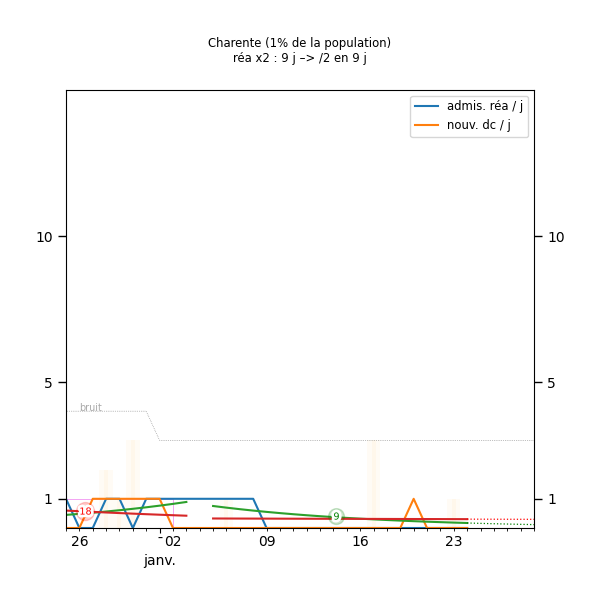 Charente (1% de la population)
réa x2 : 9 j –> /2 en 9 j
admis. réa / j
nouv. dc / j
10 10
5 5
bruit
1 1
18
9
26 02 09 16 23
janv.